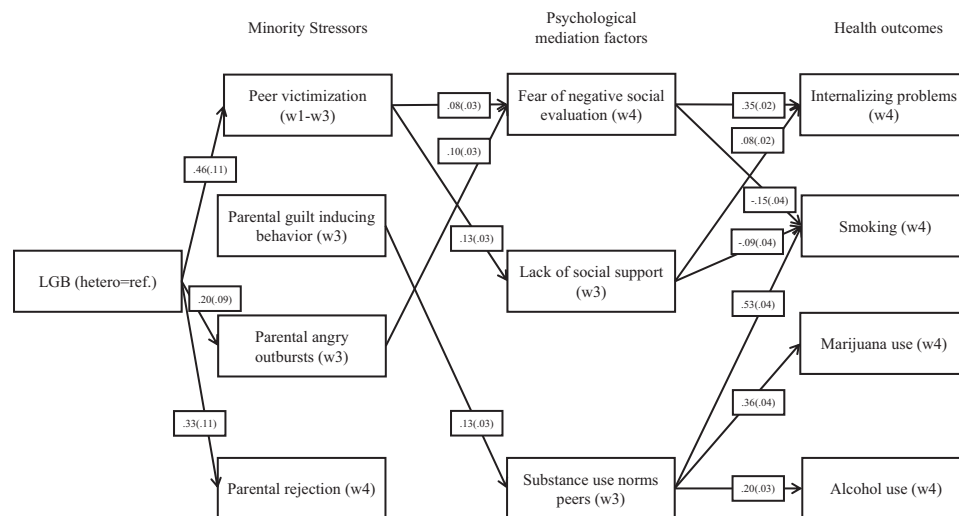 Minority Stressors
Psychological
mediation factors
Health outcomes
Peer victimization
(w1-w3)
.08(.03)
Fear of negative social
evaluation (w4)
.35(.02)
Internalizing problems
(w4)
.08(.02)
.10(.03)
.46(.11)
Parental guilt inducing
behavior (w3)
-.15(.04)
Smoking (w4)
.13(.03)
-.09(.04)
LGB (hetero=ref.)
Lack of social support
(w3)
.20(.09)
.53(.04)
Parental angry
outbursts (w3)
Marijuana use (w4)
.36(.04)
.33(.11)
.13(.03)
Parental rejection (w4)
Substance use norms
peers (w3)
.20(.03)
Alcohol use (w4)